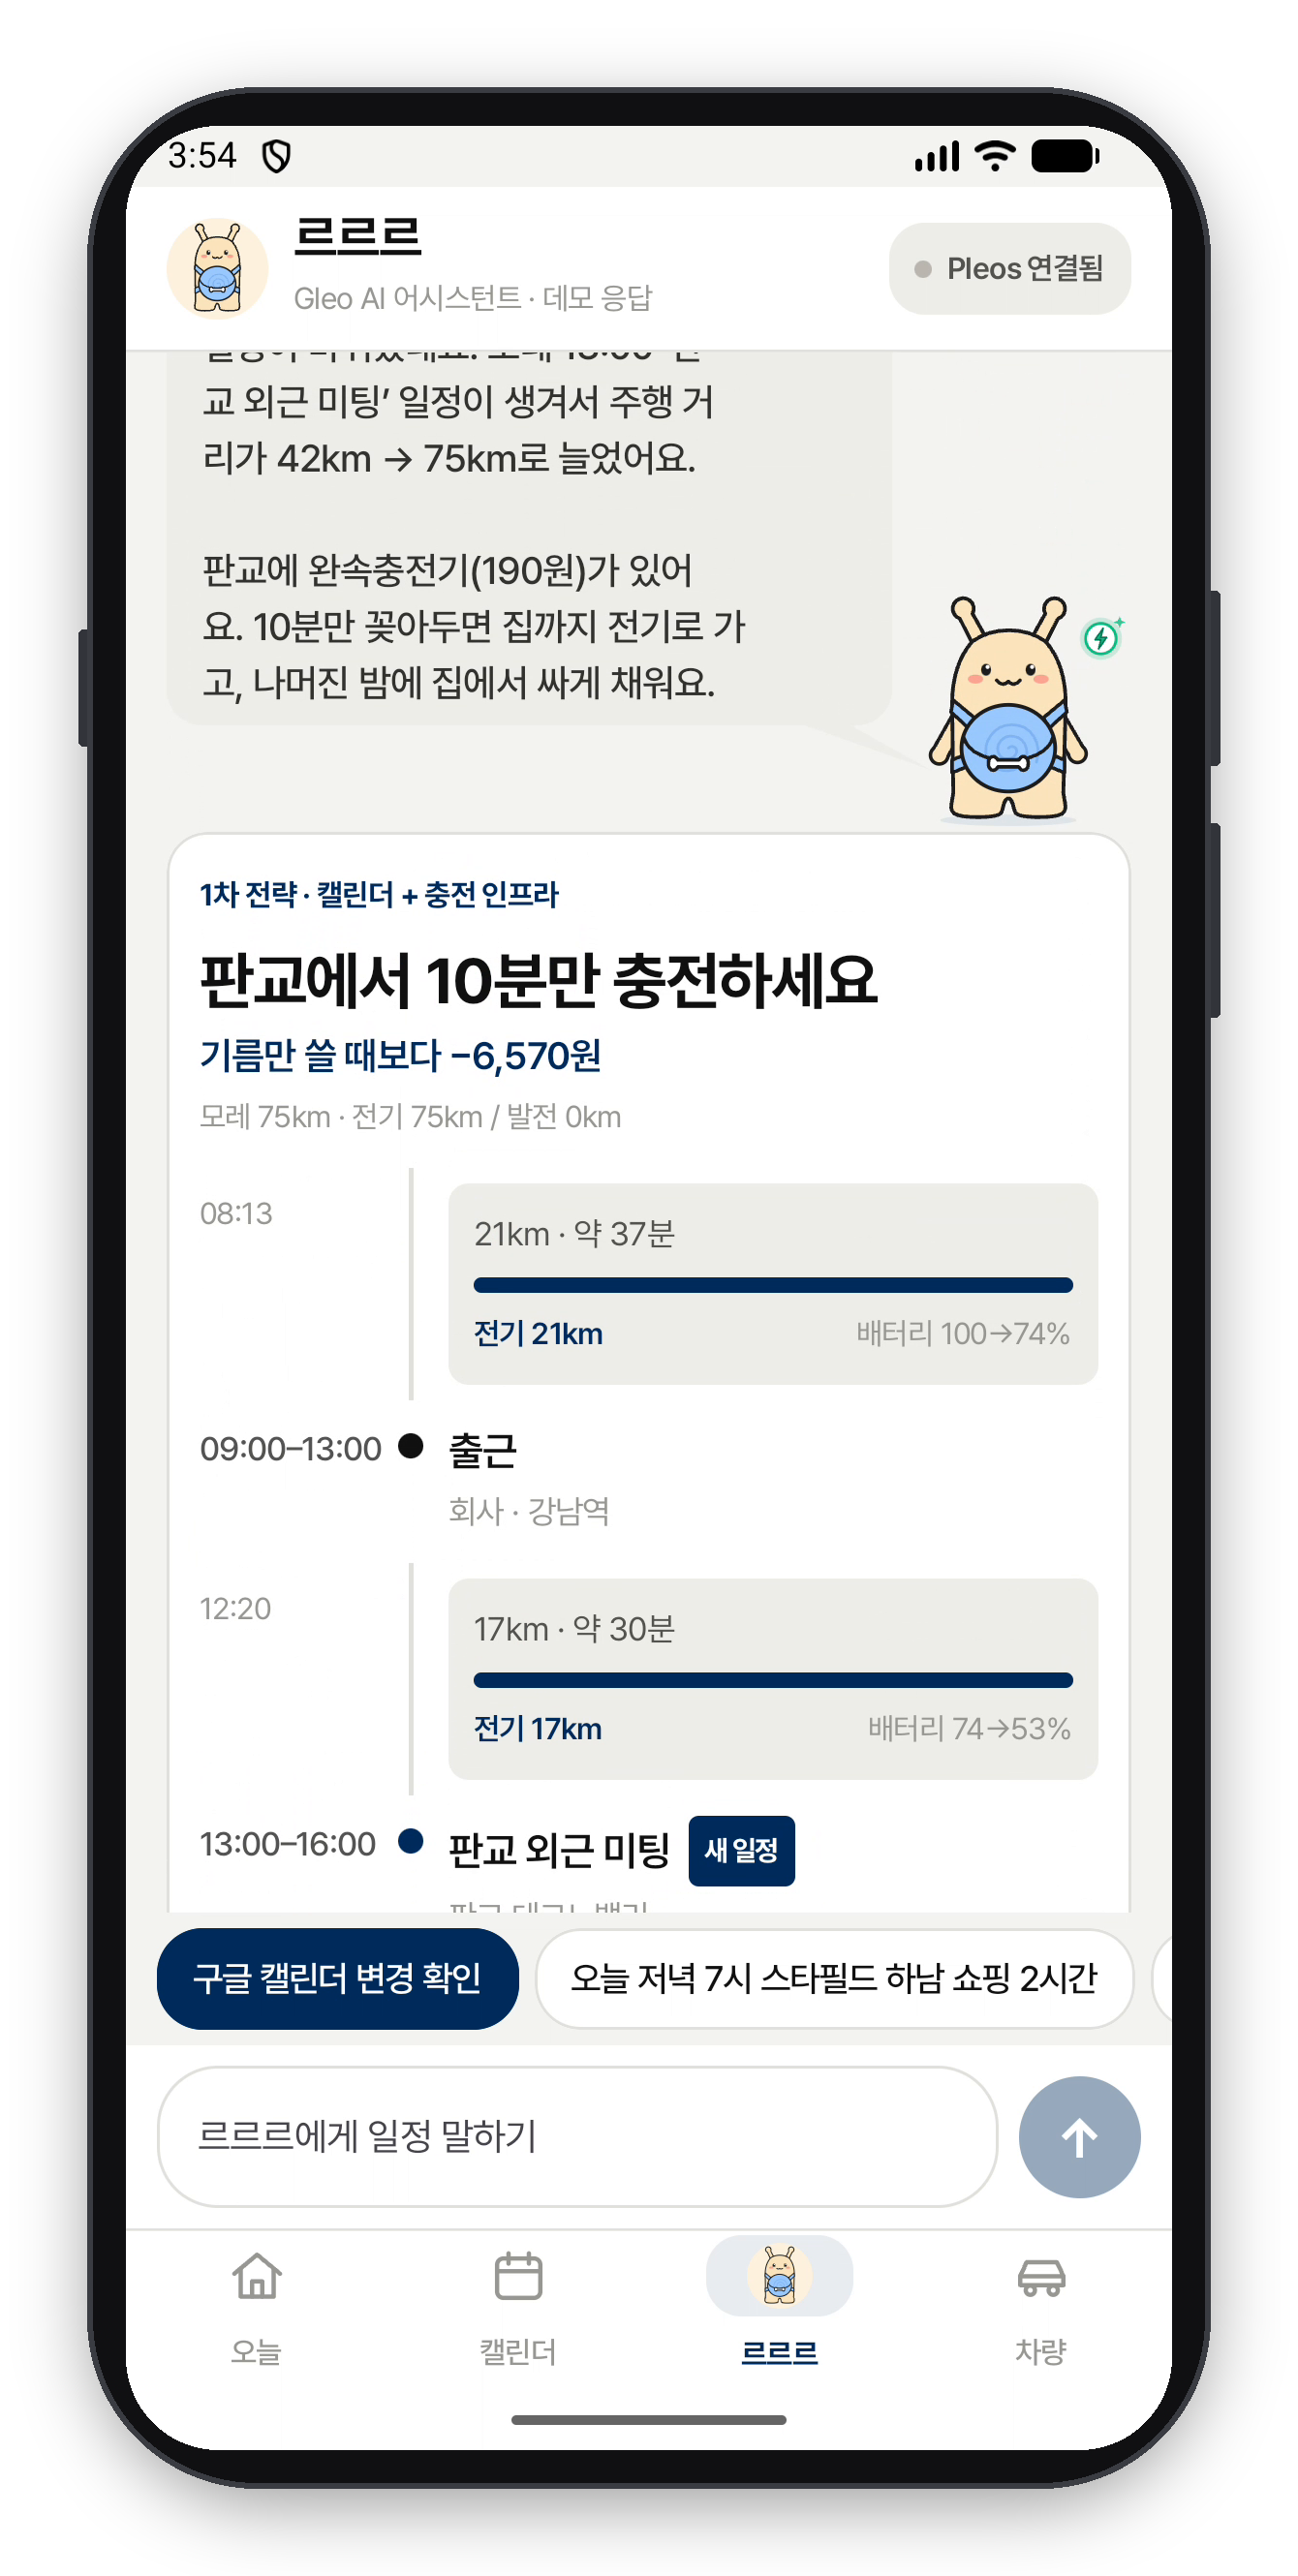 3:54
르르르
Gleo AI 어시스턴트 · 데모 응답
Pleos 연결됨
교 외근 미팅’ 일정이 생겨서 주행 거
리가 42km → 75km로 늘었어요.
판교에 완속충전기(190원)가 있어
요. 10분만 꽂아두면 집까지 전기로 가
고, 나머진 밤에 집에서 싸게 채워요.
1차 전략 · 캘린더 + 충전 인프라
판교에서 10분만 충전하세요
기름만 쓸 때보다 −6,570원
모레 75km · 전기 75km / 발전 0km
08:13
21km · 약 37분
전기 21km
배터리 100→74%
09:00–13:00
출근
회사 · 강남역
12:20
17km · 약 30분
전기 17km
배터리 74→53%
13:00–16:00
판교 외근 미팅
새 일정
구글 캘린더 변경 확인
오늘 저녁 7시 스타필드 하남 쇼핑 2시간
르르르에게 일정 말하기
오늘
캘린더
르르르
차량